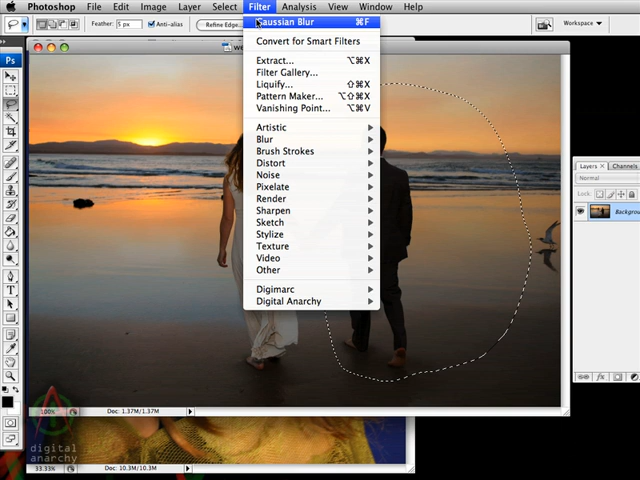 Photoshop File Edit Image Layer Select Filter Analysis View Window Help
Feather: 5 px Anti-alias Refine Edge... Workspace
Ps
we
Gaussian Blur ⌘F
Convert for Smart Filters
Extract... ⌥⌘X
Filter Gallery...
Liquify... ⇧⌘X
Pattern Maker... ⌥⇧⌘X
Vanishing Point... ⌥⌘V
Artistic
Blur
Brush Strokes
Distort
Noise
Pixelate
Render
Sharpen
Sketch
Stylize
Texture
Video
Other
Digimarc
Digital Anarchy
Layers × Channels
Normal
Lock:
Backgro
100% Doc: 1.37M/1.37M
digital
anarchy
33.33% Doc: 10.3M/10.3M